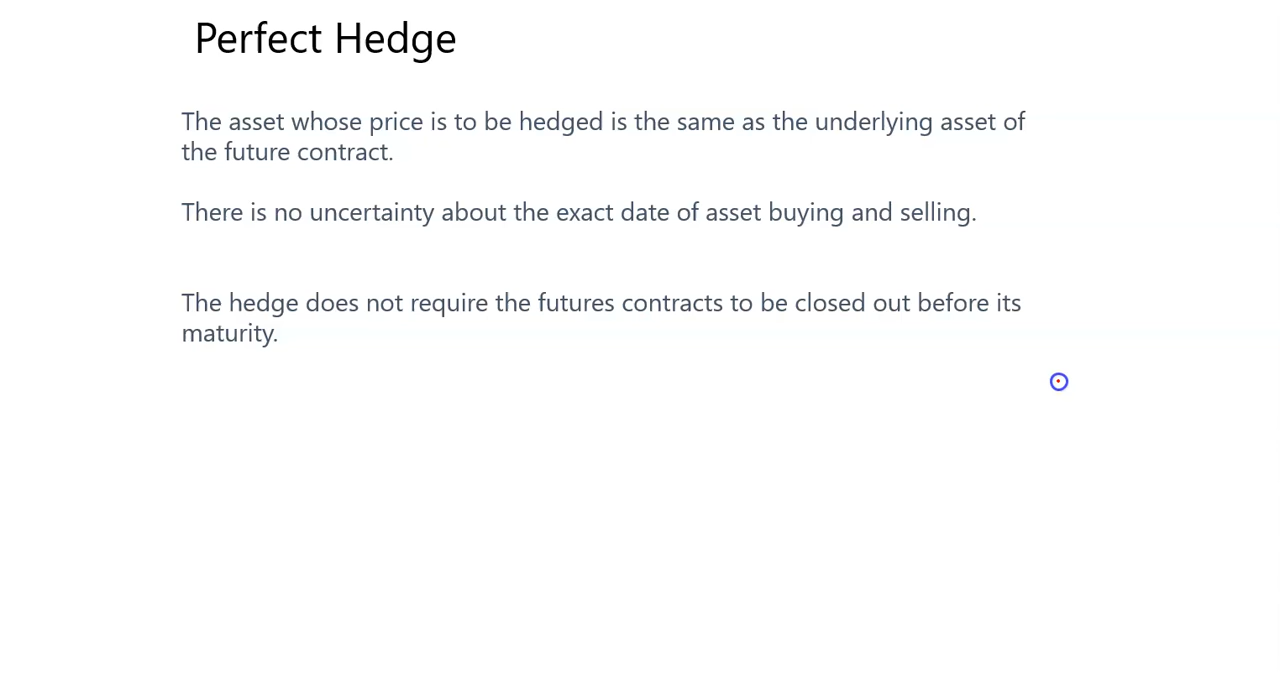 Perfect Hedge
The asset whose price is to be hedged is the same as the underlying asset of
the future contract.
There is no uncertainty about the exact date of asset buying and selling.
The hedge does not require the futures contracts to be closed out before its
maturity.